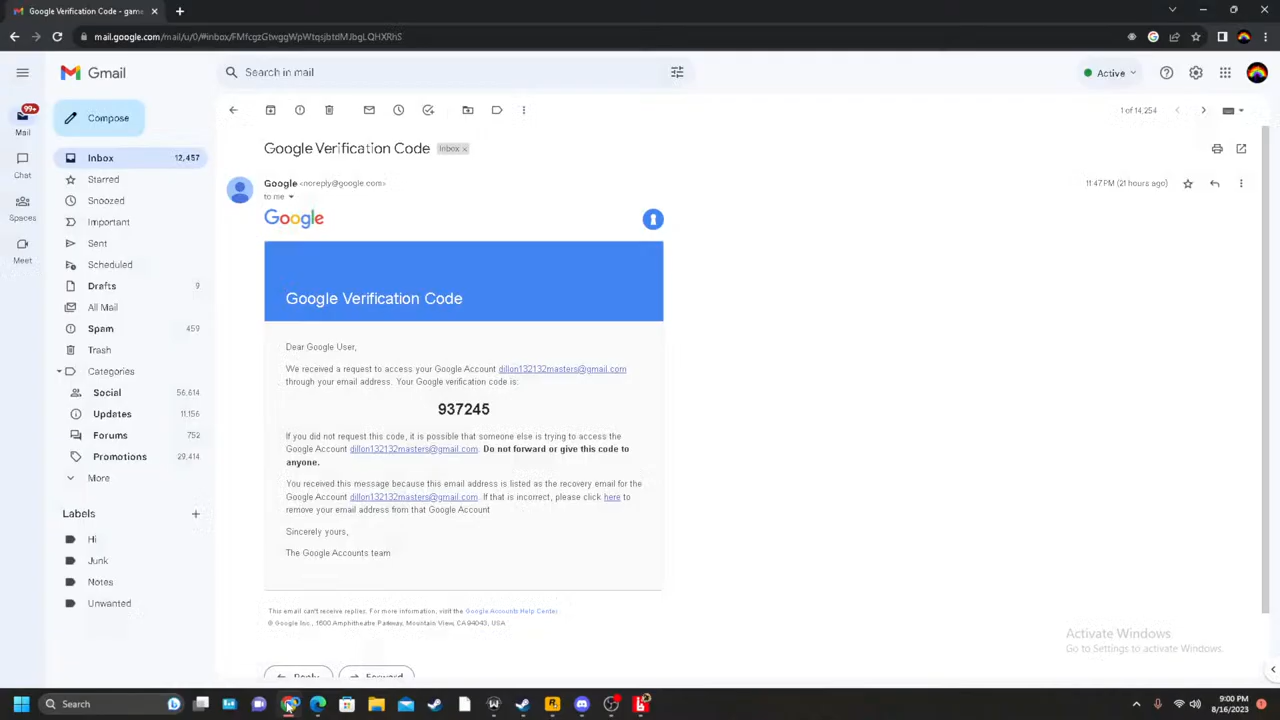 Google Verification Code - game
mail.google.com/mail/u/0/#inbox/FMfcgzGtwggWpWtqsjbtdMJbgLQHXRhS
Gmail
Search in mail
Active
99+
Mail
Chat
Spaces
Meet
Compose
Inbox 12,457
Starred
Snoozed
Important
Sent
Scheduled
Drafts 9
All Mail
Spam 459
Trash
Categories
Social 56,614
Updates 11,156
Forums 752
Promotions 29,414
More
Labels
Hi
Junk
Notes
Unwanted
1 of 14,254
Google Verification Code Inbox x
Google <noreply@google.com>
to me
11:47 PM (21 hours ago)
Google
Google Verification Code
Dear Google User,
We received a request to access your Google Account dillon132132masters@gmail.com
through your email address. Your Google verification code is:
937245
If you did not request this code, it is possible that someone else is trying to access the
Google Account dillon132132masters@gmail.com. Do not forward or give this code to
anyone.
You received this message because this email address is listed as the recovery email for the
Google Account dillon132132masters@gmail.com. If that is incorrect, please click here to
remove your email address from that Google Account
Sincerely yours,
The Google Accounts team
This email can't receive replies. For more information, visit the Google Accounts Help Center.
© Google Inc., 1600 Amphitheatre Parkway, Mountain View, CA 94043, USA
Reply Forward
Activate Windows
Go to Settings to activate Windows.
Search
9:00 PM
8/16/2023